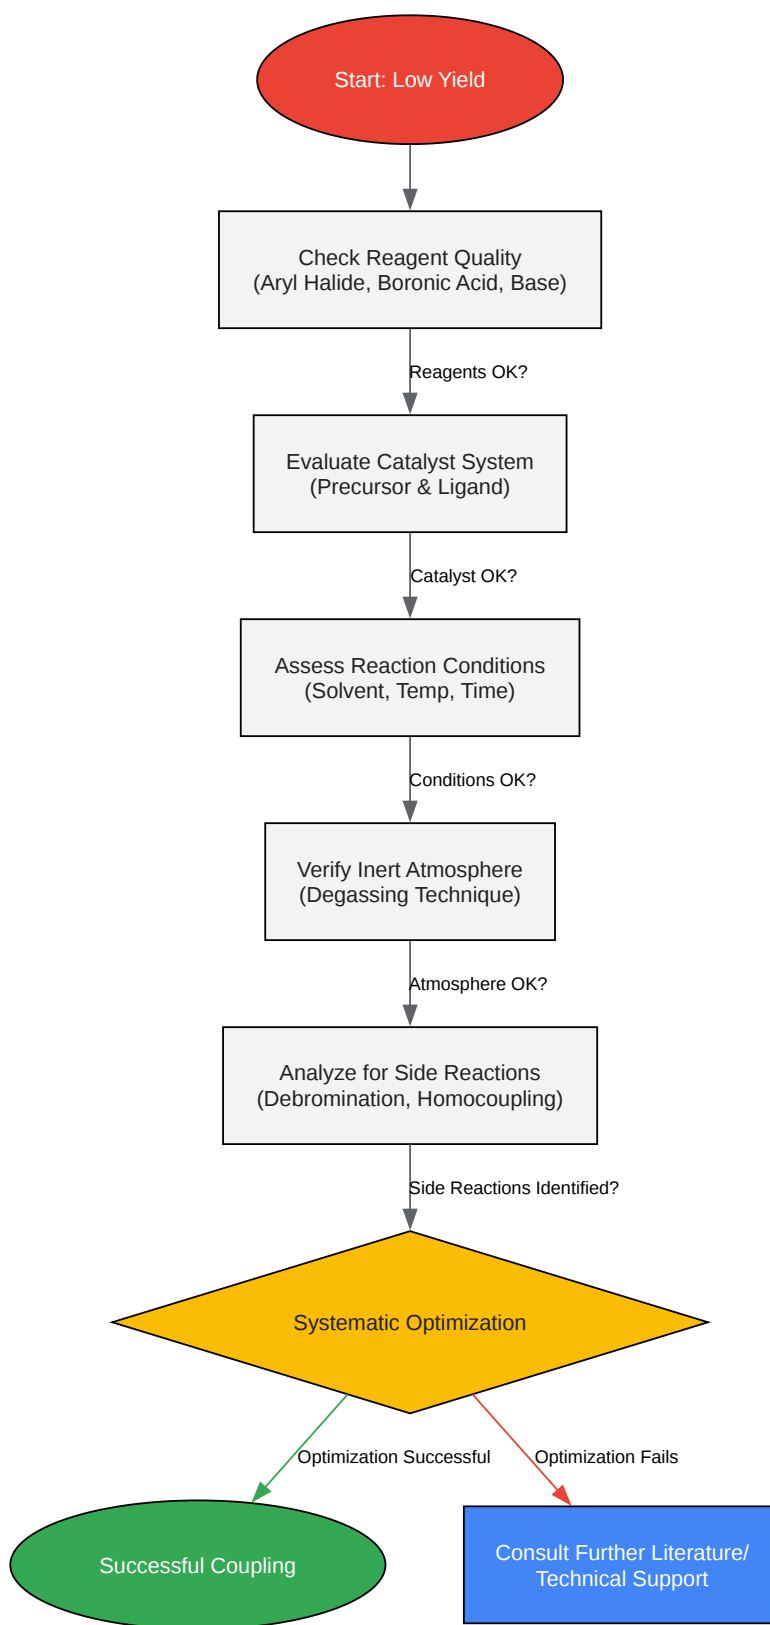 Start: Low Yield
Check Reagent Quality
(Aryl Halide, Boronic Acid, Base)
Reagents OK?
Evaluate Catalyst System
(Precursor & Ligand)
Catalyst OK?
Assess Reaction Conditions
(Solvent, Temp, Time)
Conditions OK?
Verify Inert Atmosphere
(Degassing Technique)
Atmosphere OK?
Analyze for Side Reactions
(Debromination, Homocoupling)
Side Reactions Identified?
Systematic Optimization
Optimization Successful
Optimization Fails
Successful Coupling
Consult Further Literature/
Technical Support